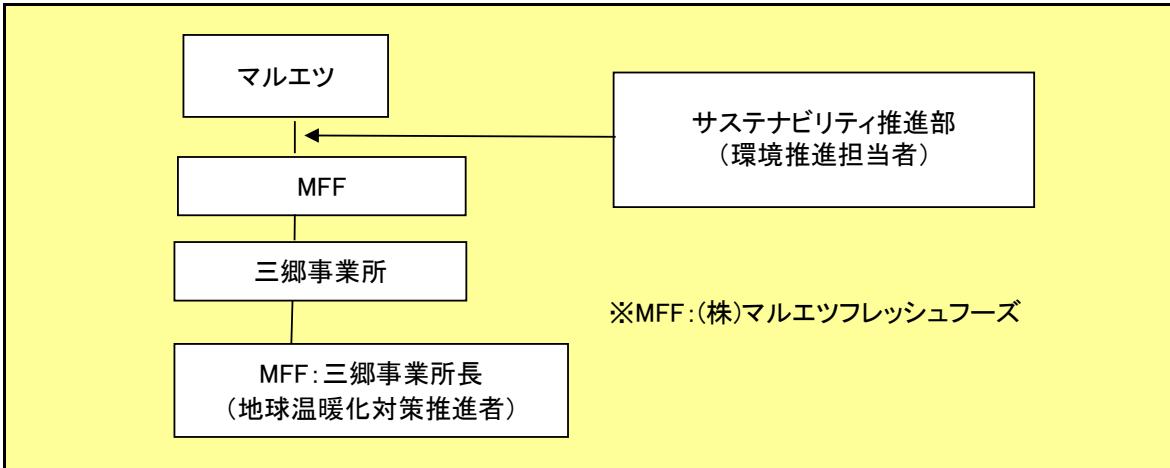 マルエツ
サステナビリティ推進部
（環境推進担当者）
MFF
三郷事業所
※MFF：(株)マルエツフレッシュフーズ
MFF：三郷事業所長
（地球温暖化対策推進者）